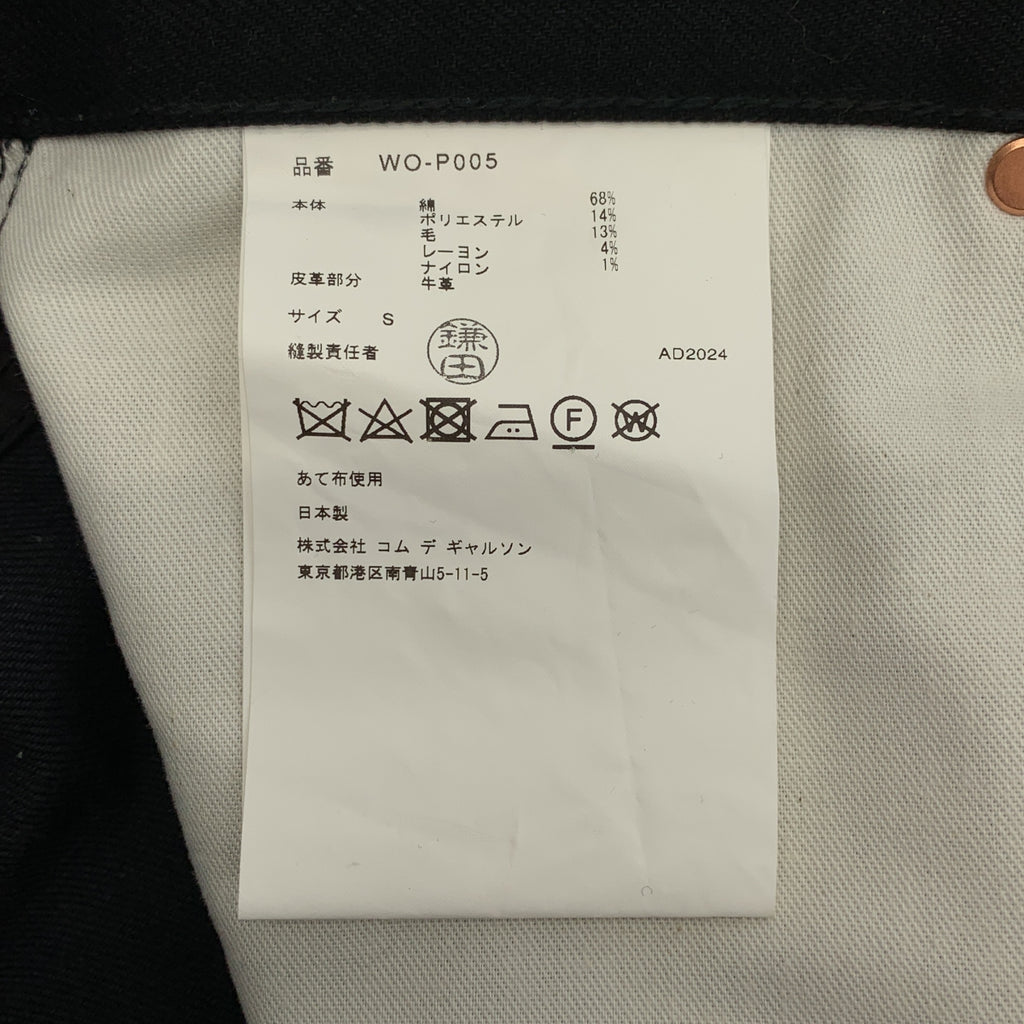 品番 WO-P005
本体 綿 68%
ポリエステル 14%
毛 13%
レーヨン 4%
ナイロン 1%
皮革部分 牛革
サイズ S
縫製責任者 鎌田 AD2024
F W
あて布使用
日本製
株式会社 コム デ ギャルソン
東京都港区南青山5-11-5